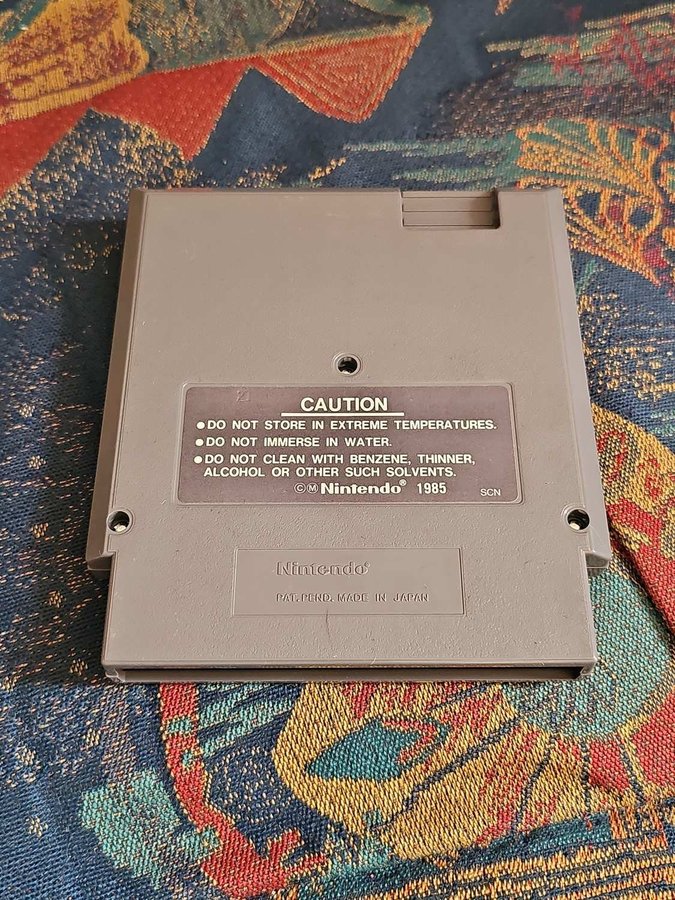 CAUTION
●DO NOT STORE IN EXTREME TEMPERATURES.
●DO NOT IMMERSE IN WATER.
●DO NOT CLEAN WITH BENZENE, THINNER,
ALCOHOL OR OTHER SUCH SOLVENTS.
©Ⓜ Nintendo® 1985 SCN
Nintendo®
PAT. PEND. MADE IN JAPAN